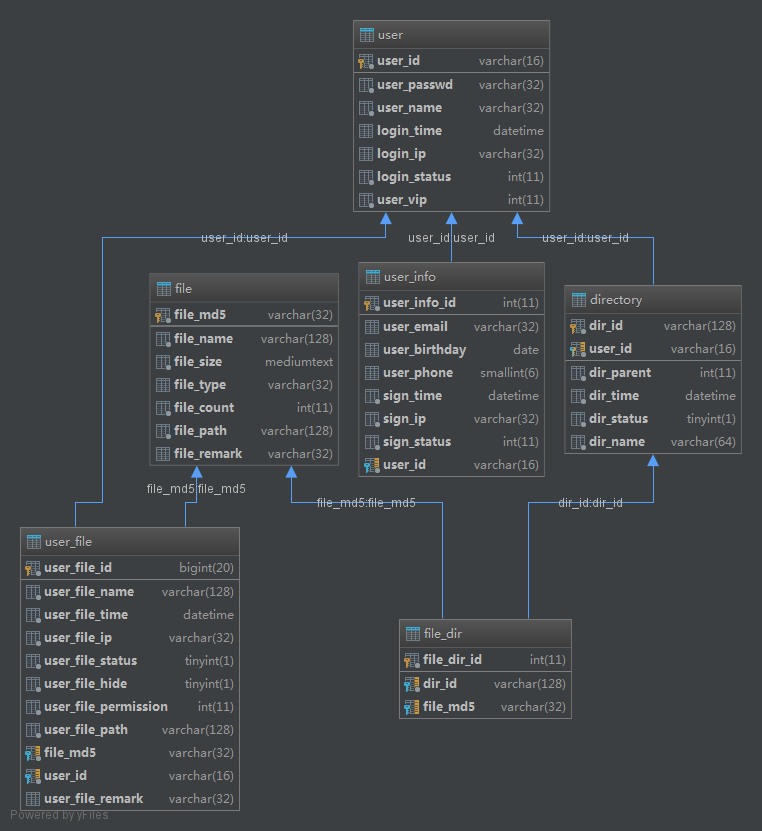 user
user_id varchar(16)
user_passwd varchar(32)
user_name varchar(32)
login_time datetime
login_ip varchar(32)
login_status int(11)
user_vip int(11)
user_id:user_id
user_id:user_id
user_id:user_id
file
file_md5 varchar(32)
file_name varchar(128)
file_size mediumtext
file_type varchar(32)
file_count int(11)
file_path varchar(128)
file_remark varchar(32)
user_info
user_info_id int(11)
user_email varchar(32)
user_birthday date
user_phone smallint(6)
sign_time datetime
sign_ip varchar(32)
sign_status int(11)
user_id varchar(16)
directory
dir_id varchar(128)
user_id varchar(16)
dir_parent int(11)
dir_time datetime
dir_status tinyint(1)
dir_name varchar(64)
file_md5:file_md5
file_md5:file_md5
dir_id:dir_id
user_file
user_file_id bigint(20)
user_file_name varchar(128)
user_file_time datetime
user_file_ip varchar(32)
user_file_status tinyint(1)
user_file_hide tinyint(1)
user_file_permission int(11)
user_file_path varchar(128)
file_md5 varchar(32)
user_id varchar(16)
user_file_remark varchar(32)
file_dir
file_dir_id int(11)
dir_id varchar(128)
file_md5 varchar(32)
Powered by yFiles